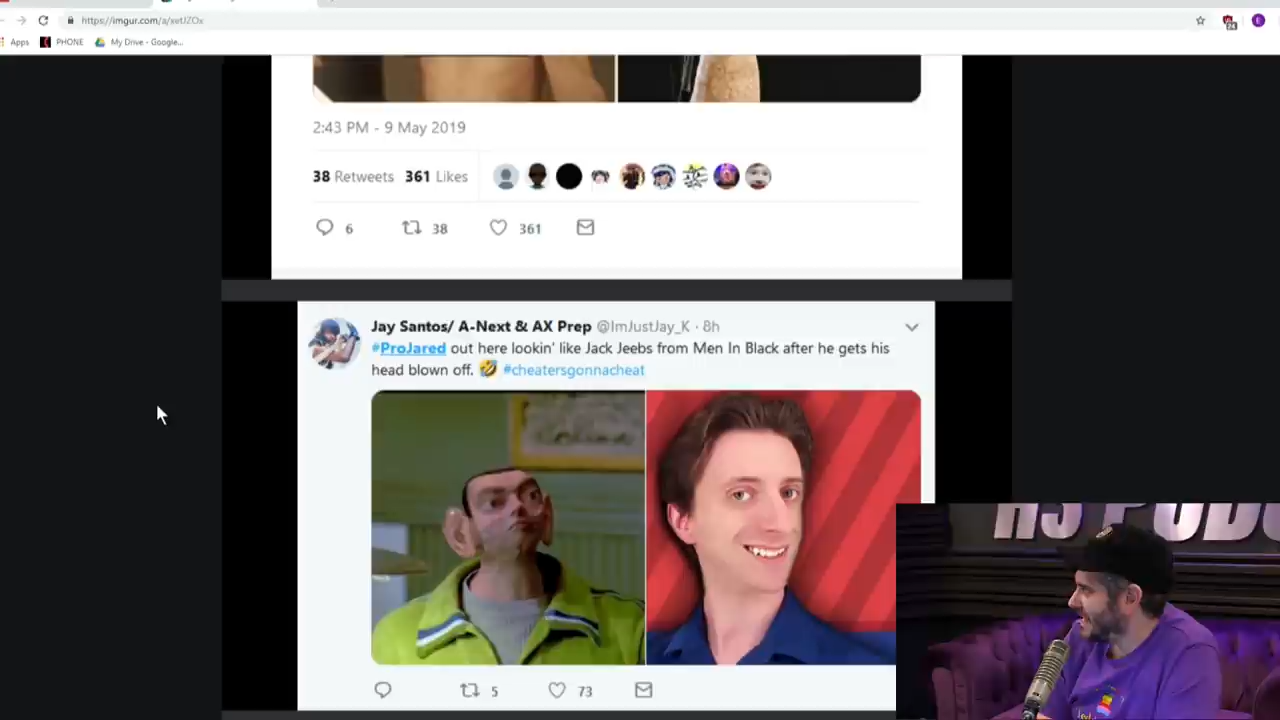 https://imgur.com/a/xetJZOx
Apps PHONE My Drive - Google...
2:43 PM - 9 May 2019
38 Retweets 361 Likes
6 38 361
Jay Santos/ A-Next & AX Prep @ImJustJay_K · 8h
#ProJared out here lookin' like Jack Jeebs from Men In Black after he gets his
head blown off. 🤣 #cheatersgonnacheat
5 73
H3 PODC